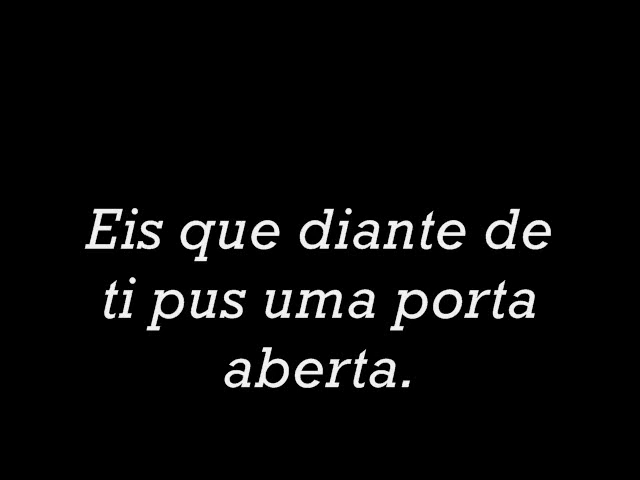 Eis que diante de
ti pus uma porta
aberta.